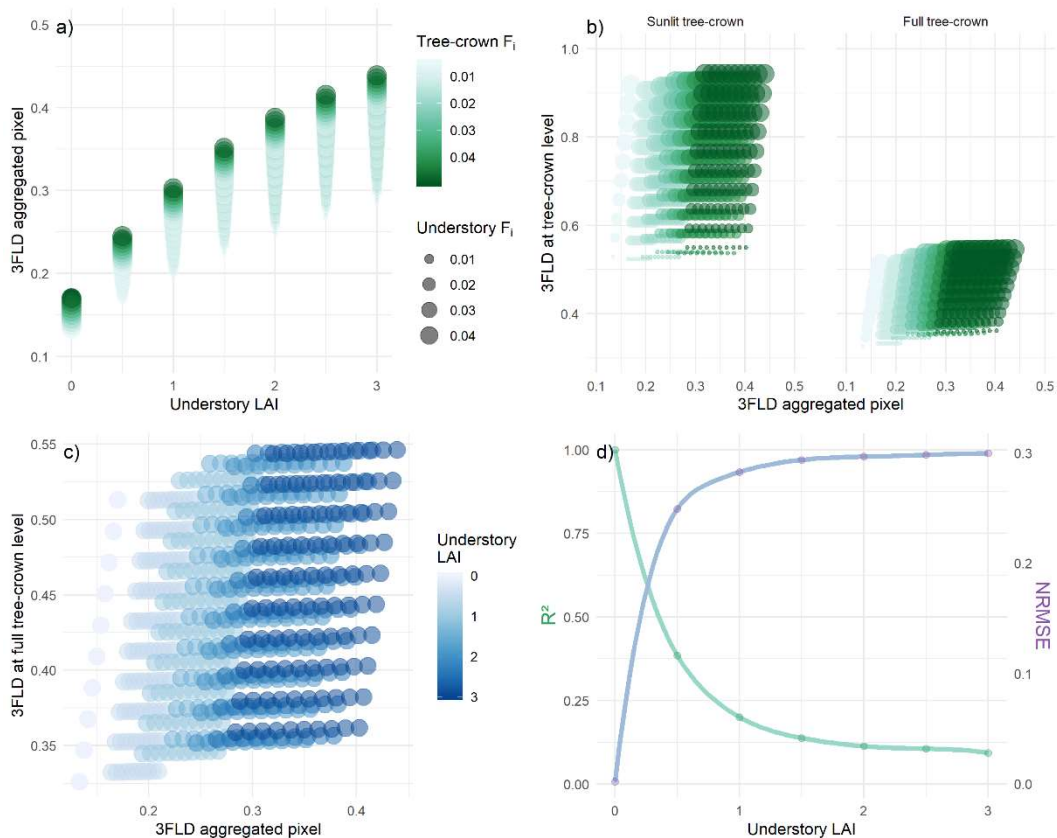 a)
0.5
0.4
0.3
0.2
0.1
3FLD aggregated pixel
0
1
2
3
Understory LAI
Tree-crown Fi
0.01
0.02
0.03
0.04
Understory Fi
0.01
0.02
0.03
0.04
b)
Sunlit tree-crown
Full tree-crown
1.0
0.8
0.6
0.4
3FLD at tree-crown level
0.1
0.2
0.3
0.4
0.5
0.1
0.2
0.3
0.4
0.5
3FLD aggregated pixel
c)
0.55
0.50
0.45
0.40
0.35
3FLD at full tree-crown level
0.2
0.3
0.4
3FLD aggregated pixel
Understory
LAI
0
1
2
3
d)
1.00
0.75
0.50
0.25
0.00
R²
0.3
0.2
0.1
0.0
NRMSE
0
1
2
3
Understory LAI